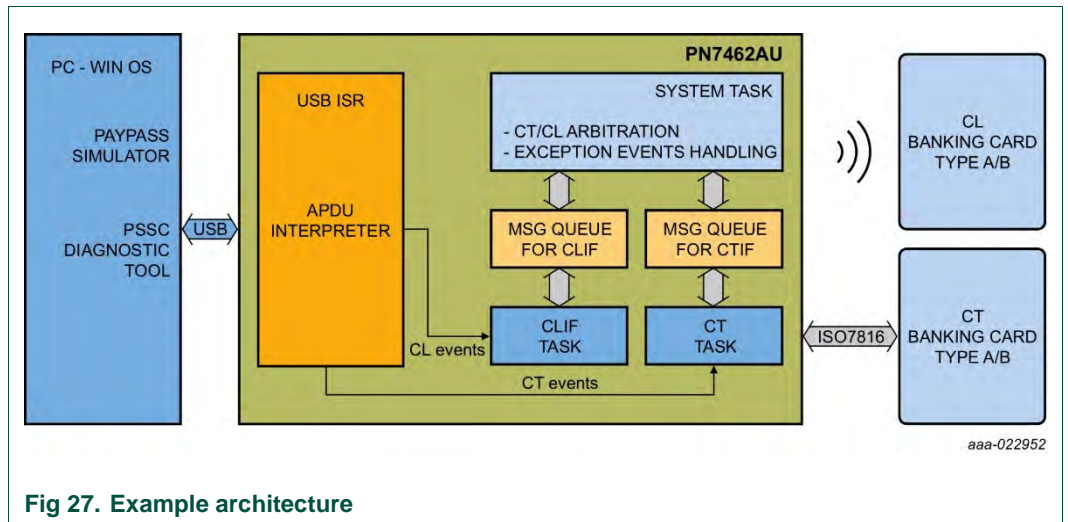 PC - WIN OS
PAYPASS
SIMULATOR
PSSC
DIAGNOSTIC
TOOL
USB
PN7462AU
USB ISR
APDU
INTERPRETER
SYSTEM TASK
- CT/CL ARBITRATION
- EXCEPTION EVENTS HANDLING
MSG QUEUE
FOR CLIF
MSG QUEUE
FOR CTIF
CLIF
TASK
CT
TASK
CL events
CT events
CL
BANKING CARD
TYPE A/B
ISO7816
CT
BANKING CARD
TYPE A/B
aaa-022952
Fig 27. Example architecture